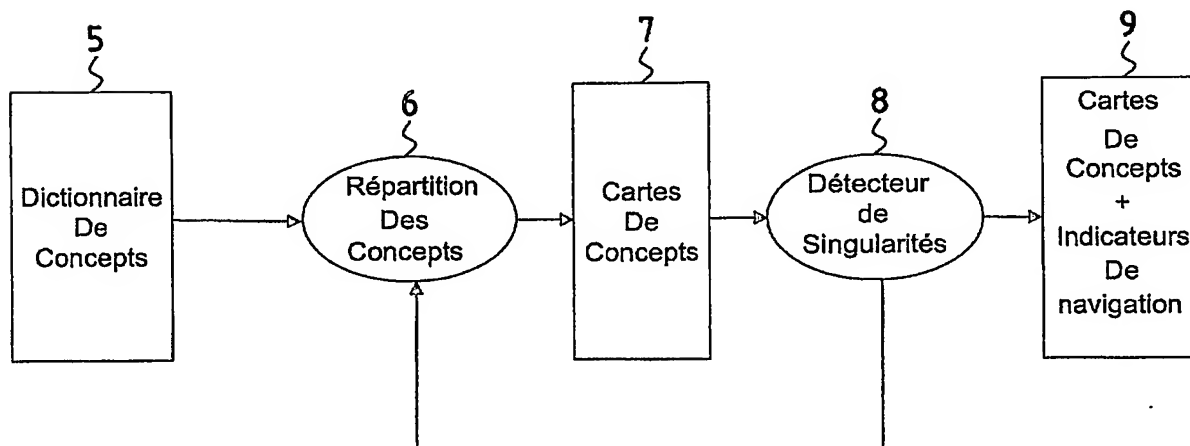 5
Dictionnaire
De
Concepts
6
Répartition
Des
Concepts
7
Cartes
De
Concepts
8
Détecteur
de
Singularités
9
Cartes
De
Concepts
+
Indicateurs
De
navigation